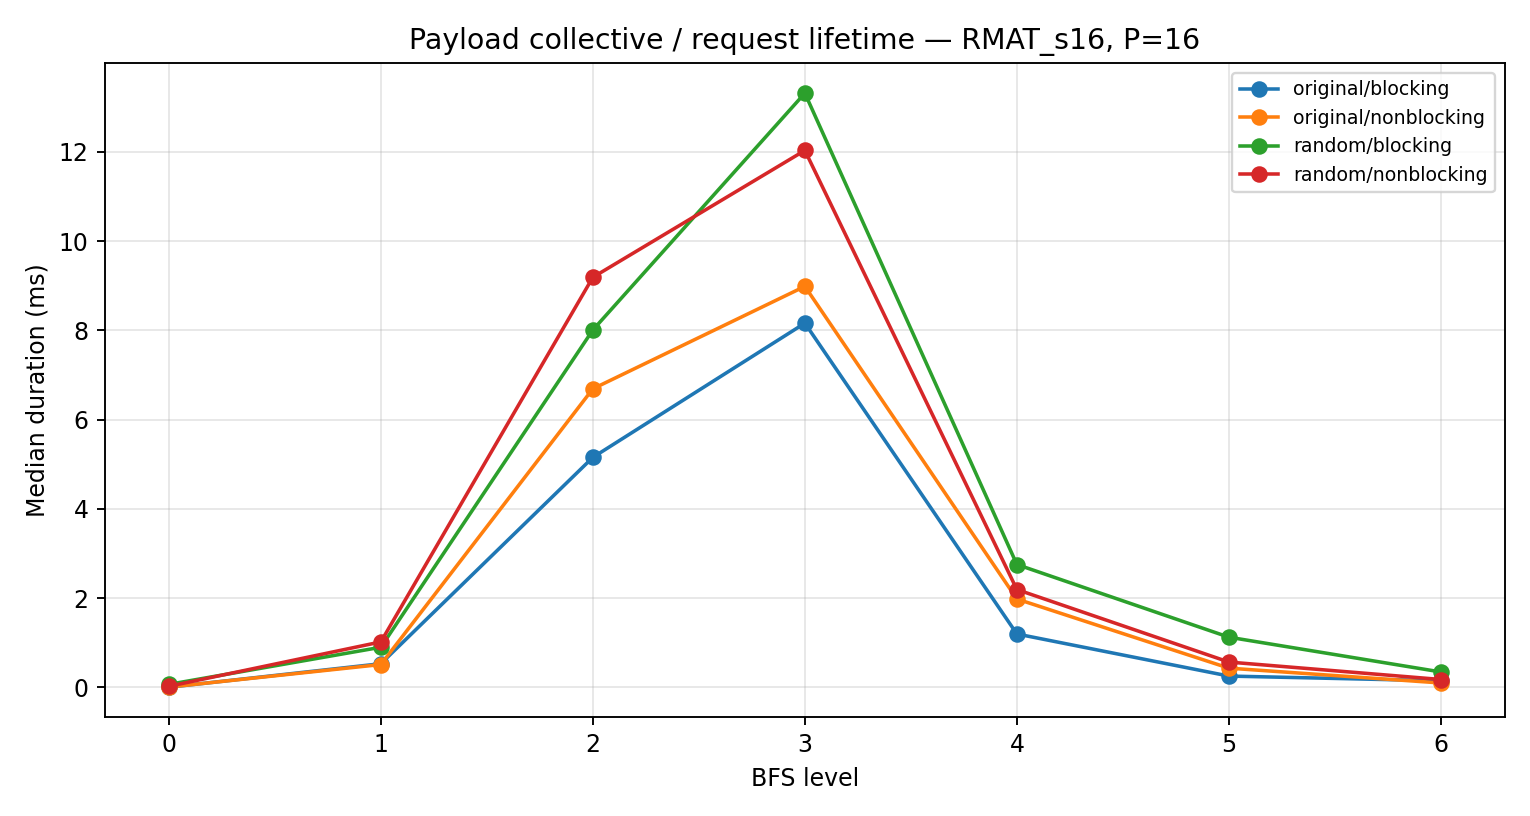 Payload collective / request lifetime — RMAT_s16, P=16
original/blocking
original/nonblocking
random/blocking
random/nonblocking
Median duration (ms)
12
10
8
6
4
2
0
0 1 2 3 4 5 6
BFS level